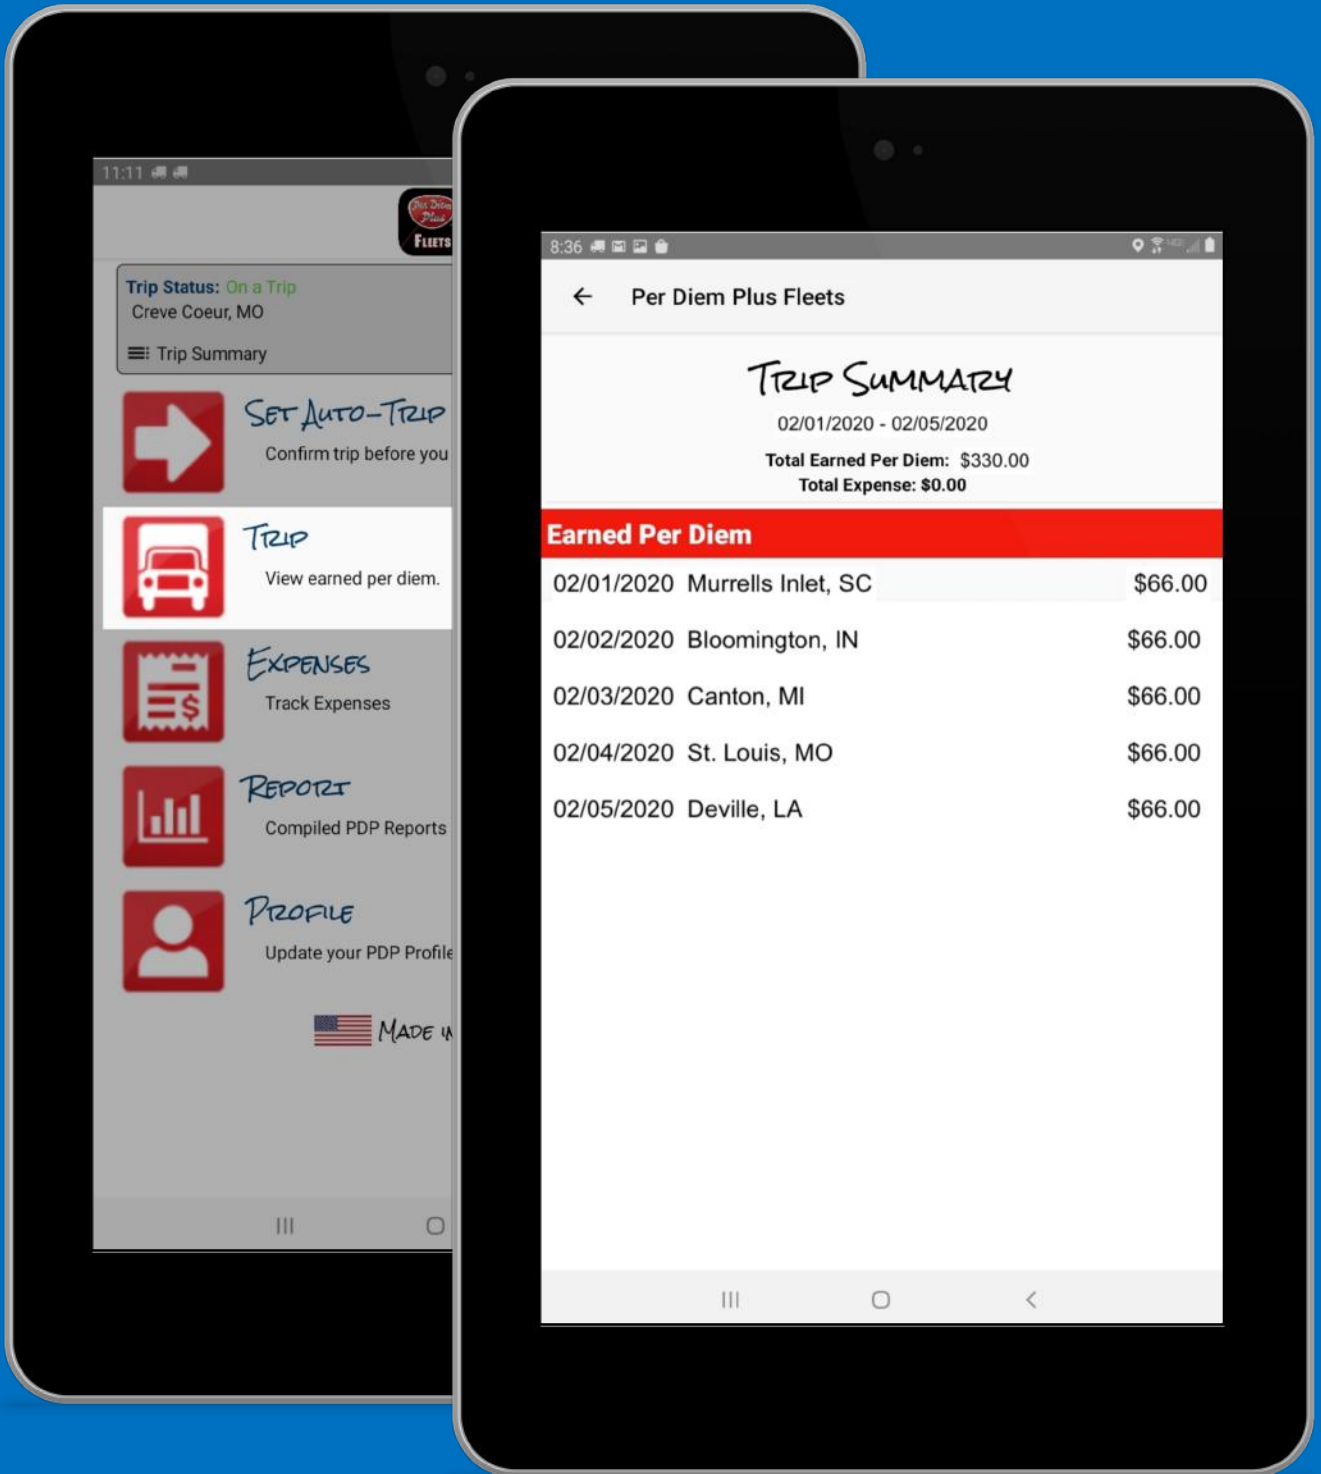 11:11
Per Diem
Plus
FLEETS
Trip Status: On a Trip
Creve Coeur, MO
Trip Summary
SET AUTO-TRIP
Confirm trip before you
TRIP
View earned per diem.
EXPENSES
Track Expenses
REPORT
Compiled PDP Reports
PROFILE
Update your PDP Profile
MADE IN
8:36
Per Diem Plus Fleets
TRIP SUMMARY
02/01/2020 - 02/05/2020
Total Earned Per Diem: $330.00
Total Expense: $0.00
Earned Per Diem
02/01/2020 Murrells Inlet, SC $66.00
02/02/2020 Bloomington, IN $66.00
02/03/2020 Canton, MI $66.00
02/04/2020 St. Louis, MO $66.00
02/05/2020 Deville, LA $66.00